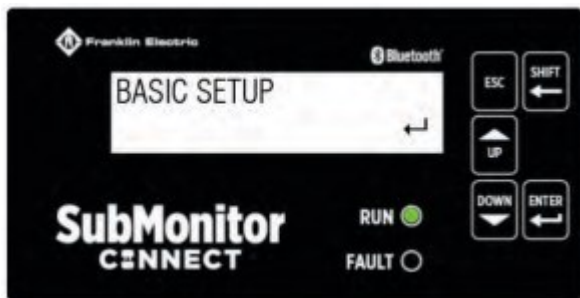 Franklin Electric
Bluetooth
BASIC SETUP
ESC
SHIFT
UP
DOWN
ENTER
SubMonitor
CONNECT
RUN
FAULT